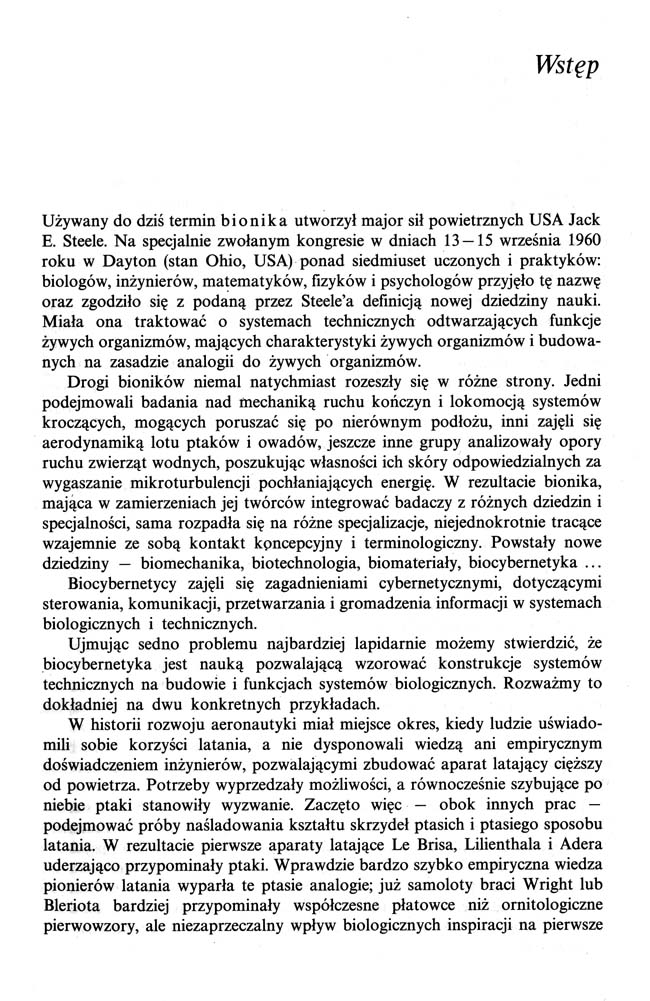 Wstęp
Używany do dziś termin bionika utworzył major sił powietrznych USA Jack
E. Steele. Na specjalnie zwołanym kongresie w dniach 13–15 września 1960
roku w Dayton (stan Ohio, USA) ponad siedmiuset uczonych i praktyków:
biologów, inżynierów, matematyków, fizyków i psychologów przyjęło tę nazwę
oraz zgodziło się z podaną przez Steele'a definicją nowej dziedziny nauki.
Miała ona traktować o systemach technicznych odtwarzających funkcje
żywych organizmów, mających charakterystyki żywych organizmów i budowa-
nych na zasadzie analogii do żywych organizmów.
Drogi bioników niemal natychmiast rozeszły się w różne strony. Jedni
podejmowali badania nad mechaniką ruchu kończyn i lokomocją systemów
kroczących, mogących poruszać się po nierównym podłożu, inni zajęli się
aerodynamiką lotu ptaków i owadów, jeszcze inne grupy analizowały opory
ruchu zwierząt wodnych, poszukując własności ich skóry odpowiedzialnych za
wygaszanie mikroturbulencji pochłaniających energię. W rezultacie bionika,
mająca w zamierzeniach jej twórców integrować badaczy z różnych dziedzin i
specjalności, sama rozpadła się na różne specjalizacje, niejednokrotnie tracące
wzajemnie ze sobą kontakt koncepcyjny i terminologiczny. Powstały nowe
dziedziny — biomechanika, biotechnologia, biomateriały, biocybernetyka ...
Biocybernetycy zajęli się zagadnieniami cybernetycznymi, dotyczącymi
sterowania, komunikacji, przetwarzania i gromadzenia informacji w systemach
biologicznych i technicznych.
Ujmując sedno problemu najbardziej lapidarnie możemy stwierdzić, że
biocybernetyka jest nauką pozwalającą wzorować konstrukcje systemów
technicznych na budowie i funkcjach systemów biologicznych. Rozważmy to
dokładniej na dwu konkretnych przykładach.
W historii rozwoju aeronautyki miał miejsce okres, kiedy ludzie uświado-
mili sobie korzyści latania, a nie dysponowali wiedzą ani empirycznym
doświadczeniem inżynierów, pozwalającymi zbudować aparat latający cięższy
od powietrza. Potrzeby wyprzedzały możliwości, a równocześnie szybujące po
niebie ptaki stanowiły wyzwanie. Zaczęto więc — obok innych prac —
podejmować próby naśladowania kształtu skrzydeł ptasich i ptasiego sposobu
latania. W rezultacie pierwsze aparaty latające Le Brisa, Lilienthala i Adera
uderzająco przypominały ptaki. Wprawdzie bardzo szybko empiryczna wiedza
pionierów latania wyparła te ptasie analogie; już samoloty braci Wright lub
Bleriota bardziej przypominały współczesne płatowce niż ornitologiczne
pierwowzory, ale niezaprzeczalny wpływ biologicznych inspiracji na pierwsze